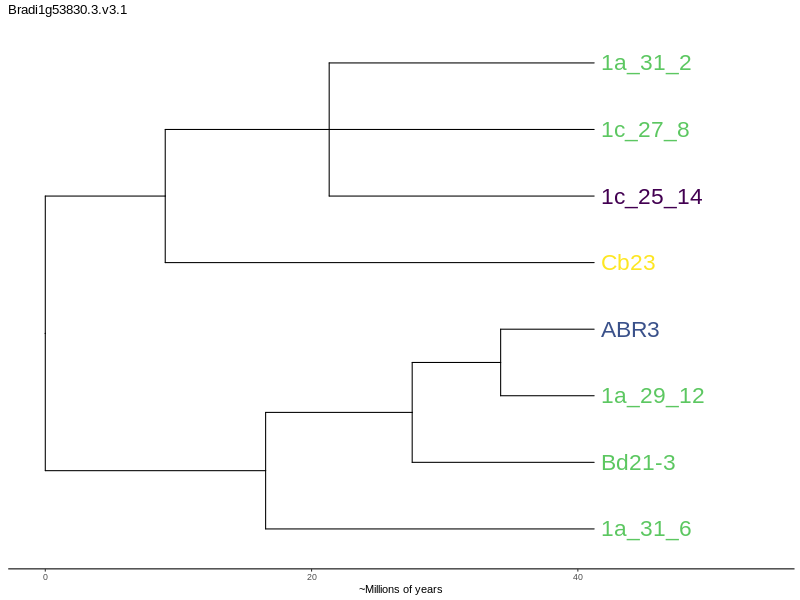 Bradi1g53830.3.v3.1
1a_31_2
1c_27_8
1c_25_14
Cb23
ABR3
1a_29_12
Bd21-3
1a_31_6
0 20 40
~Millions of years